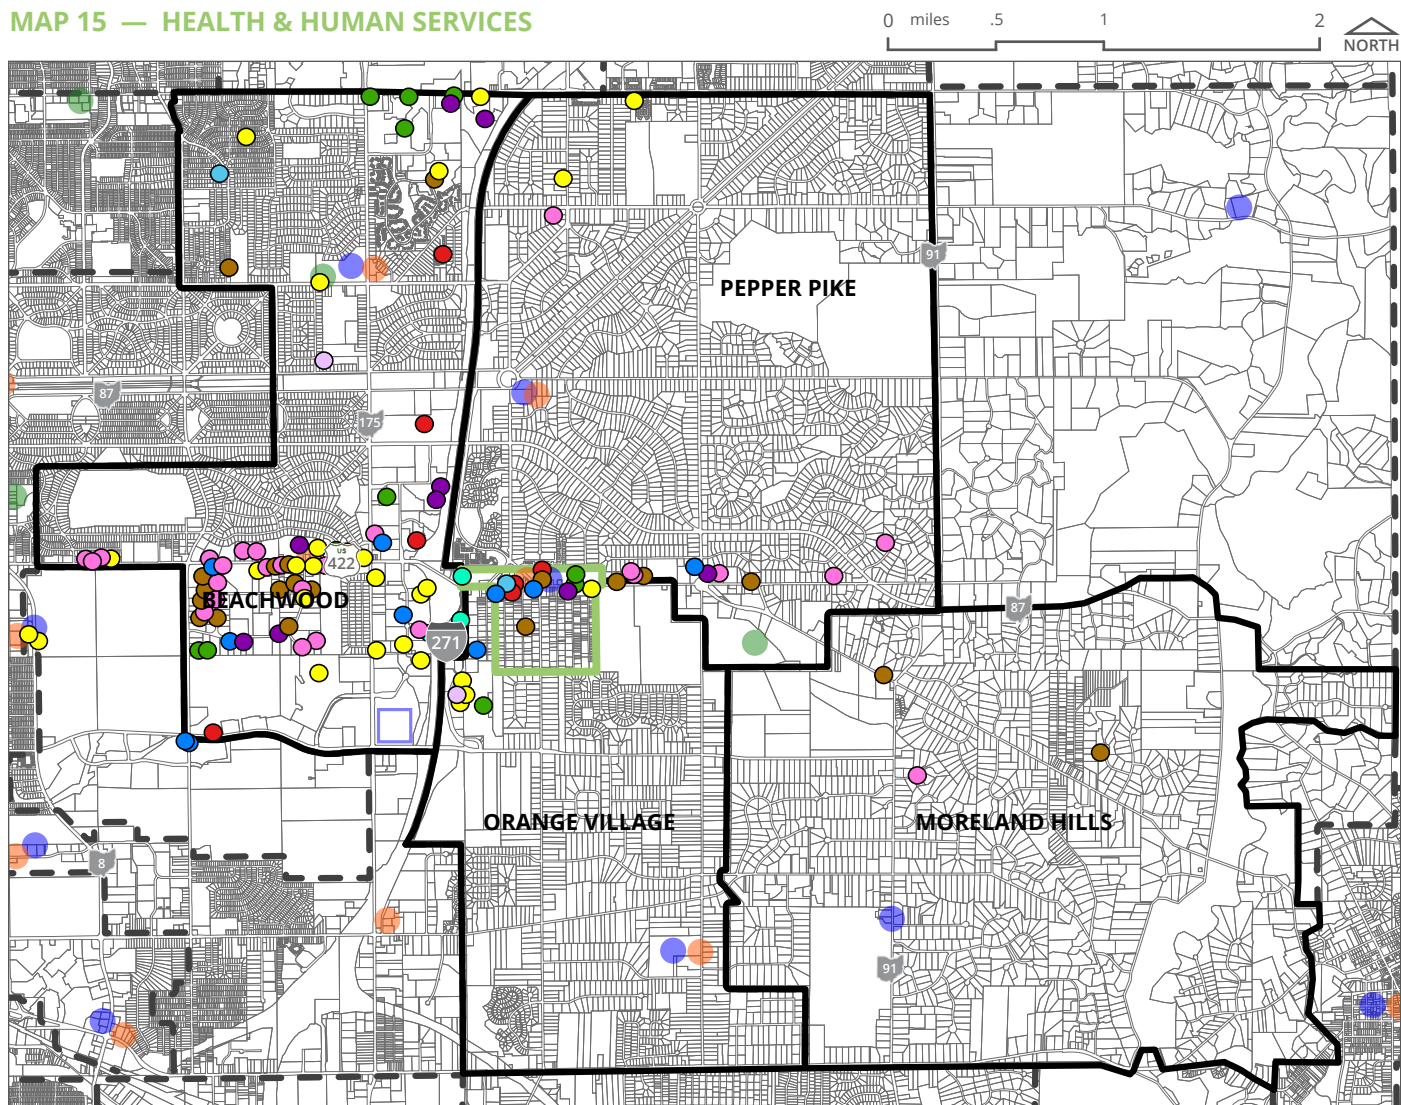 MAP 15 — HEALTH & HUMAN SERVICES
0 miles .5 1 2
NORTH
91
PEPPER PIKE
87
175
US
422
BEACHWOOD
87
271
ORANGE VILLAGE
MORELAND HILLS
8
91